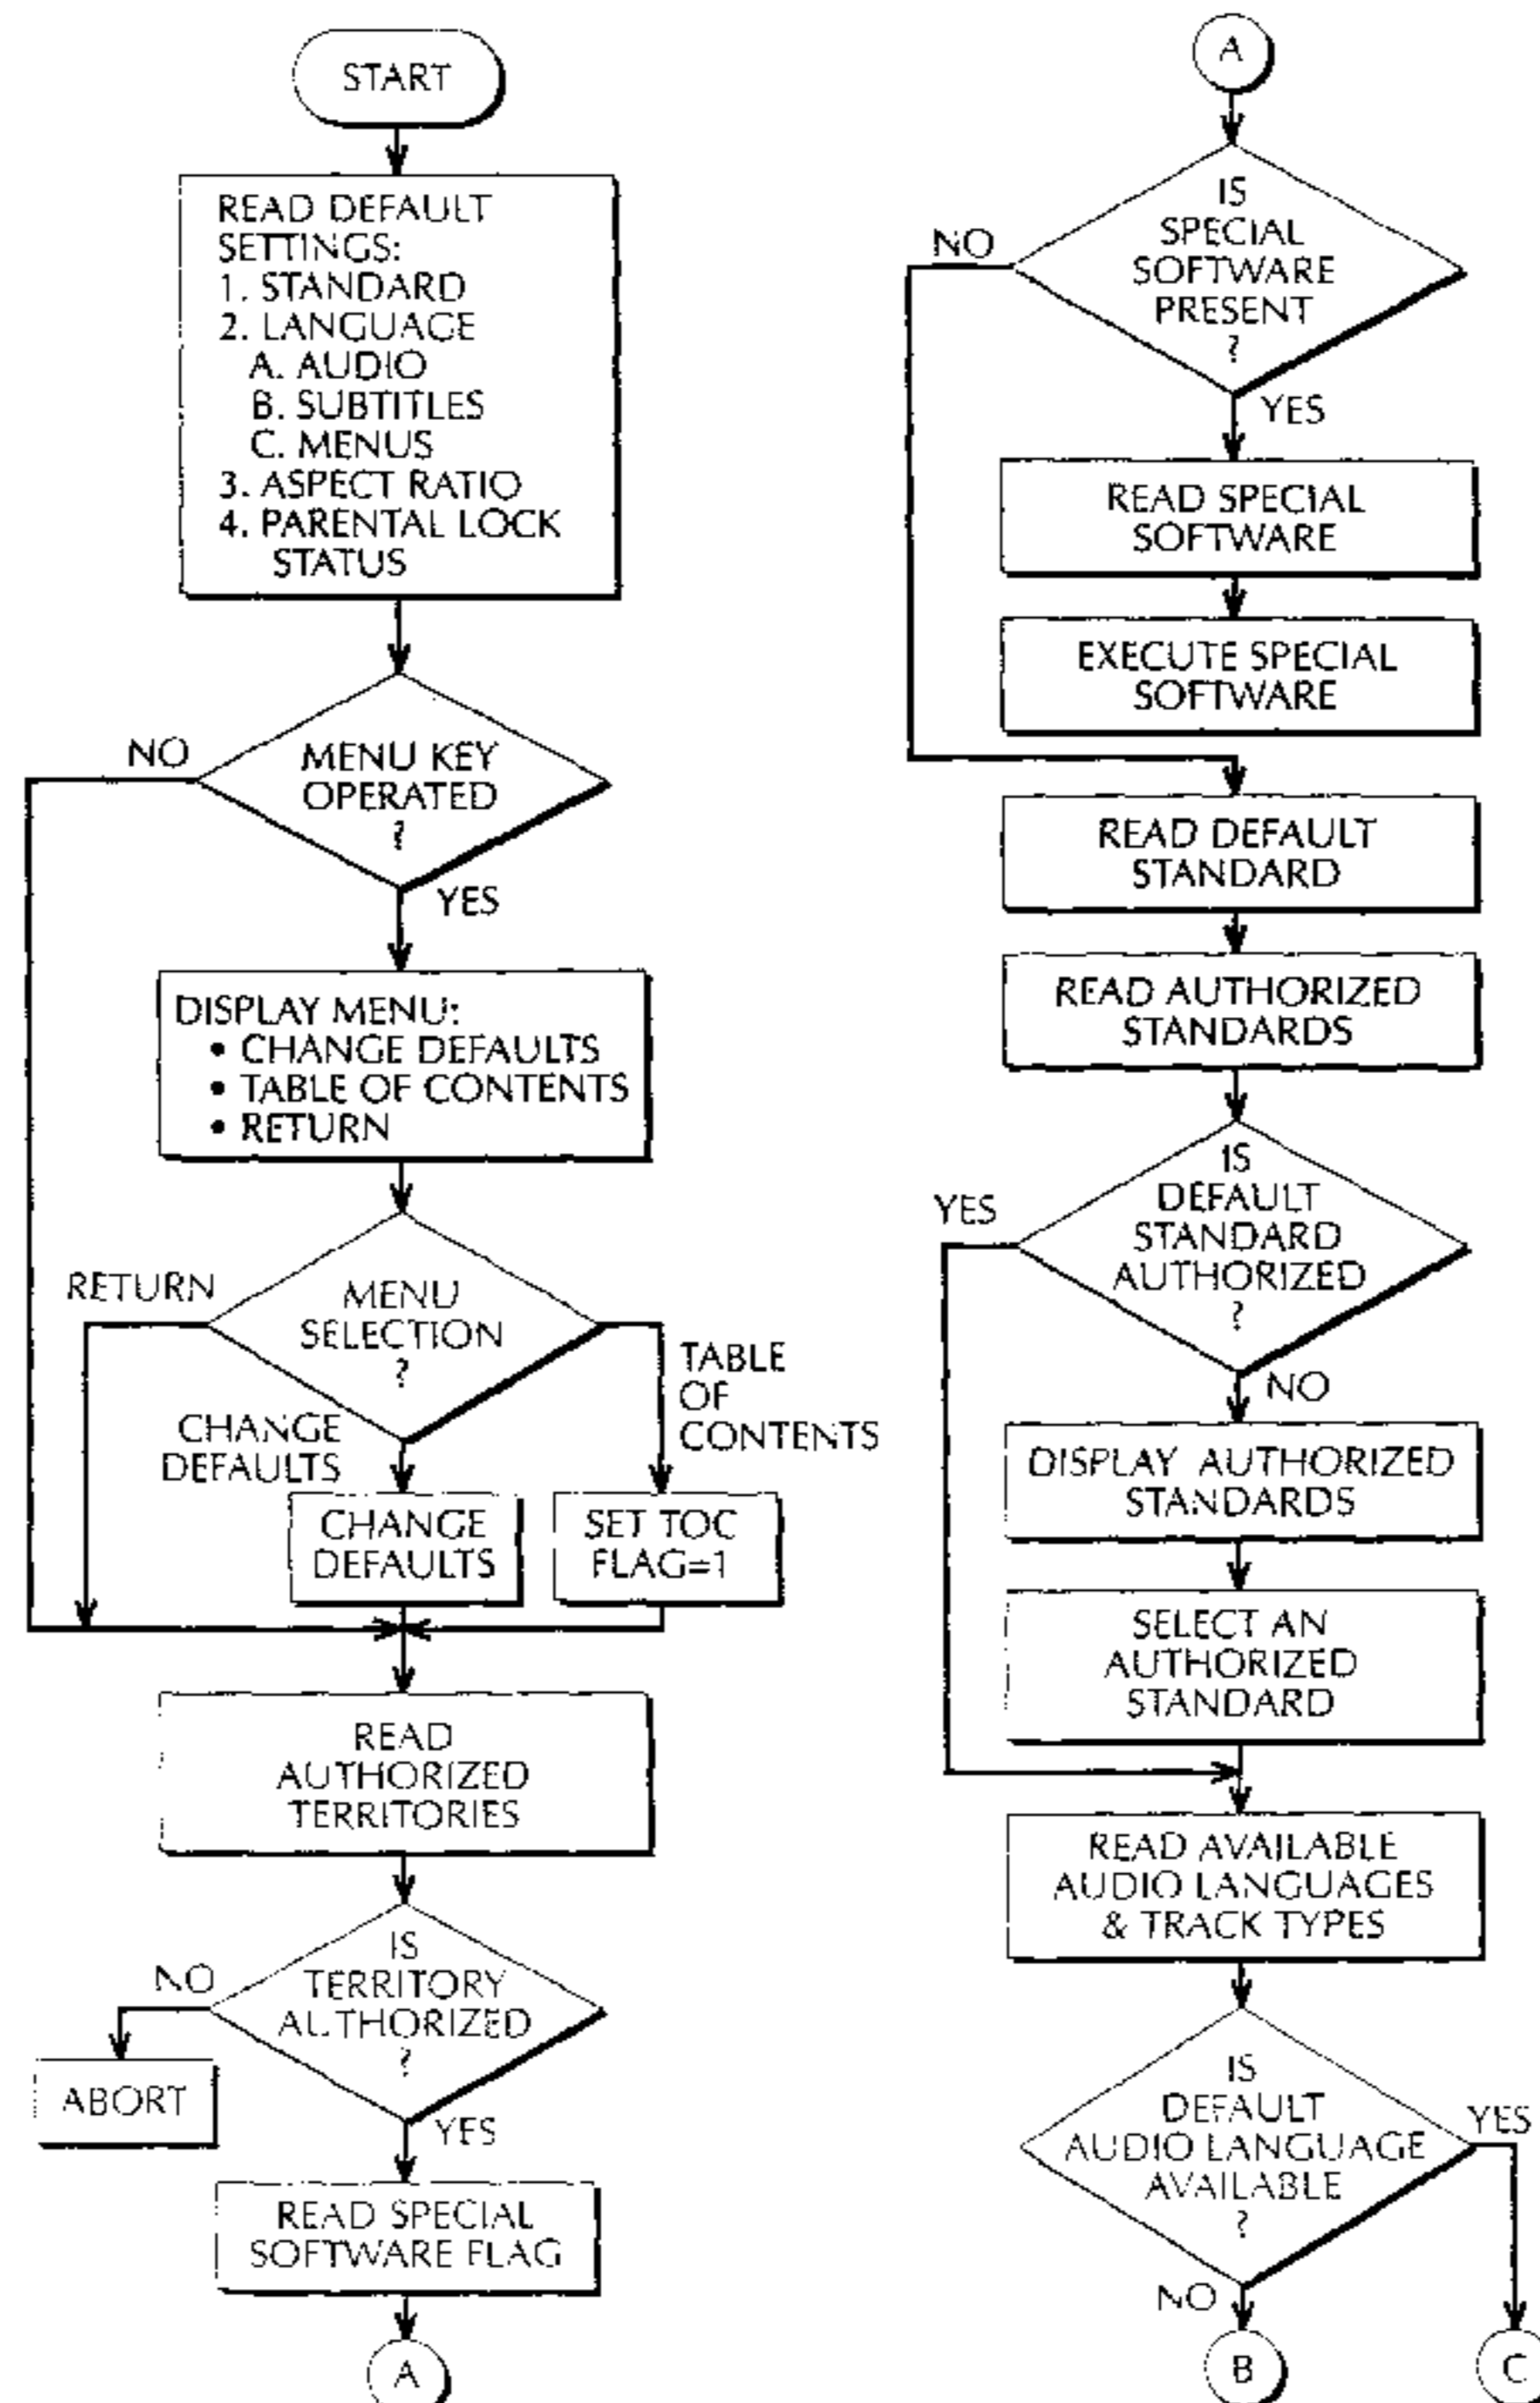 START
READ DEFAULT
SETTINGS:
1. STANDARD
2. LANGUAGE
A. AUDIO
B. SUBTITLES
C. MENUS
3. ASPECT RATIO
4. PARENTAL LOCK
STATUS
NO
MENU KEY
OPERATED
?
YES
DISPLAY MENU:
• CHANGE DEFAULTS
• TABLE OF CONTENTS
• RETURN
RETURN
MENU
SELECTION
?
TABLE
OF
CONTENTS
CHANGE
DEFAULTS
CHANGE
DEFAULTS
SET TOC
FLAG=1
READ
AUTHORIZED
TERRITORIES
NO
IS
TERRITORY
AUTHORIZED
?
ABORT
YES
READ SPECIAL
SOFTWARE FLAG
A
A
NO
IS
SPECIAL
SOFTWARE
PRESENT
?
YES
READ SPECIAL
SOFTWARE
EXECUTE SPECIAL
SOFTWARE
READ DEFAULT
STANDARD
READ AUTHORIZED
STANDARDS
YES
IS
DEFAULT
STANDARD
AUTHORIZED
?
NO
DISPLAY AUTHORIZED
STANDARDS
SELECT AN
AUTHORIZED
STANDARD
READ AVAILABLE
AUDIO LANGUAGES
& TRACK TYPES
IS
DEFAULT
AUDIO LANGUAGE
AVAILABLE
?
YES
NO
B
C